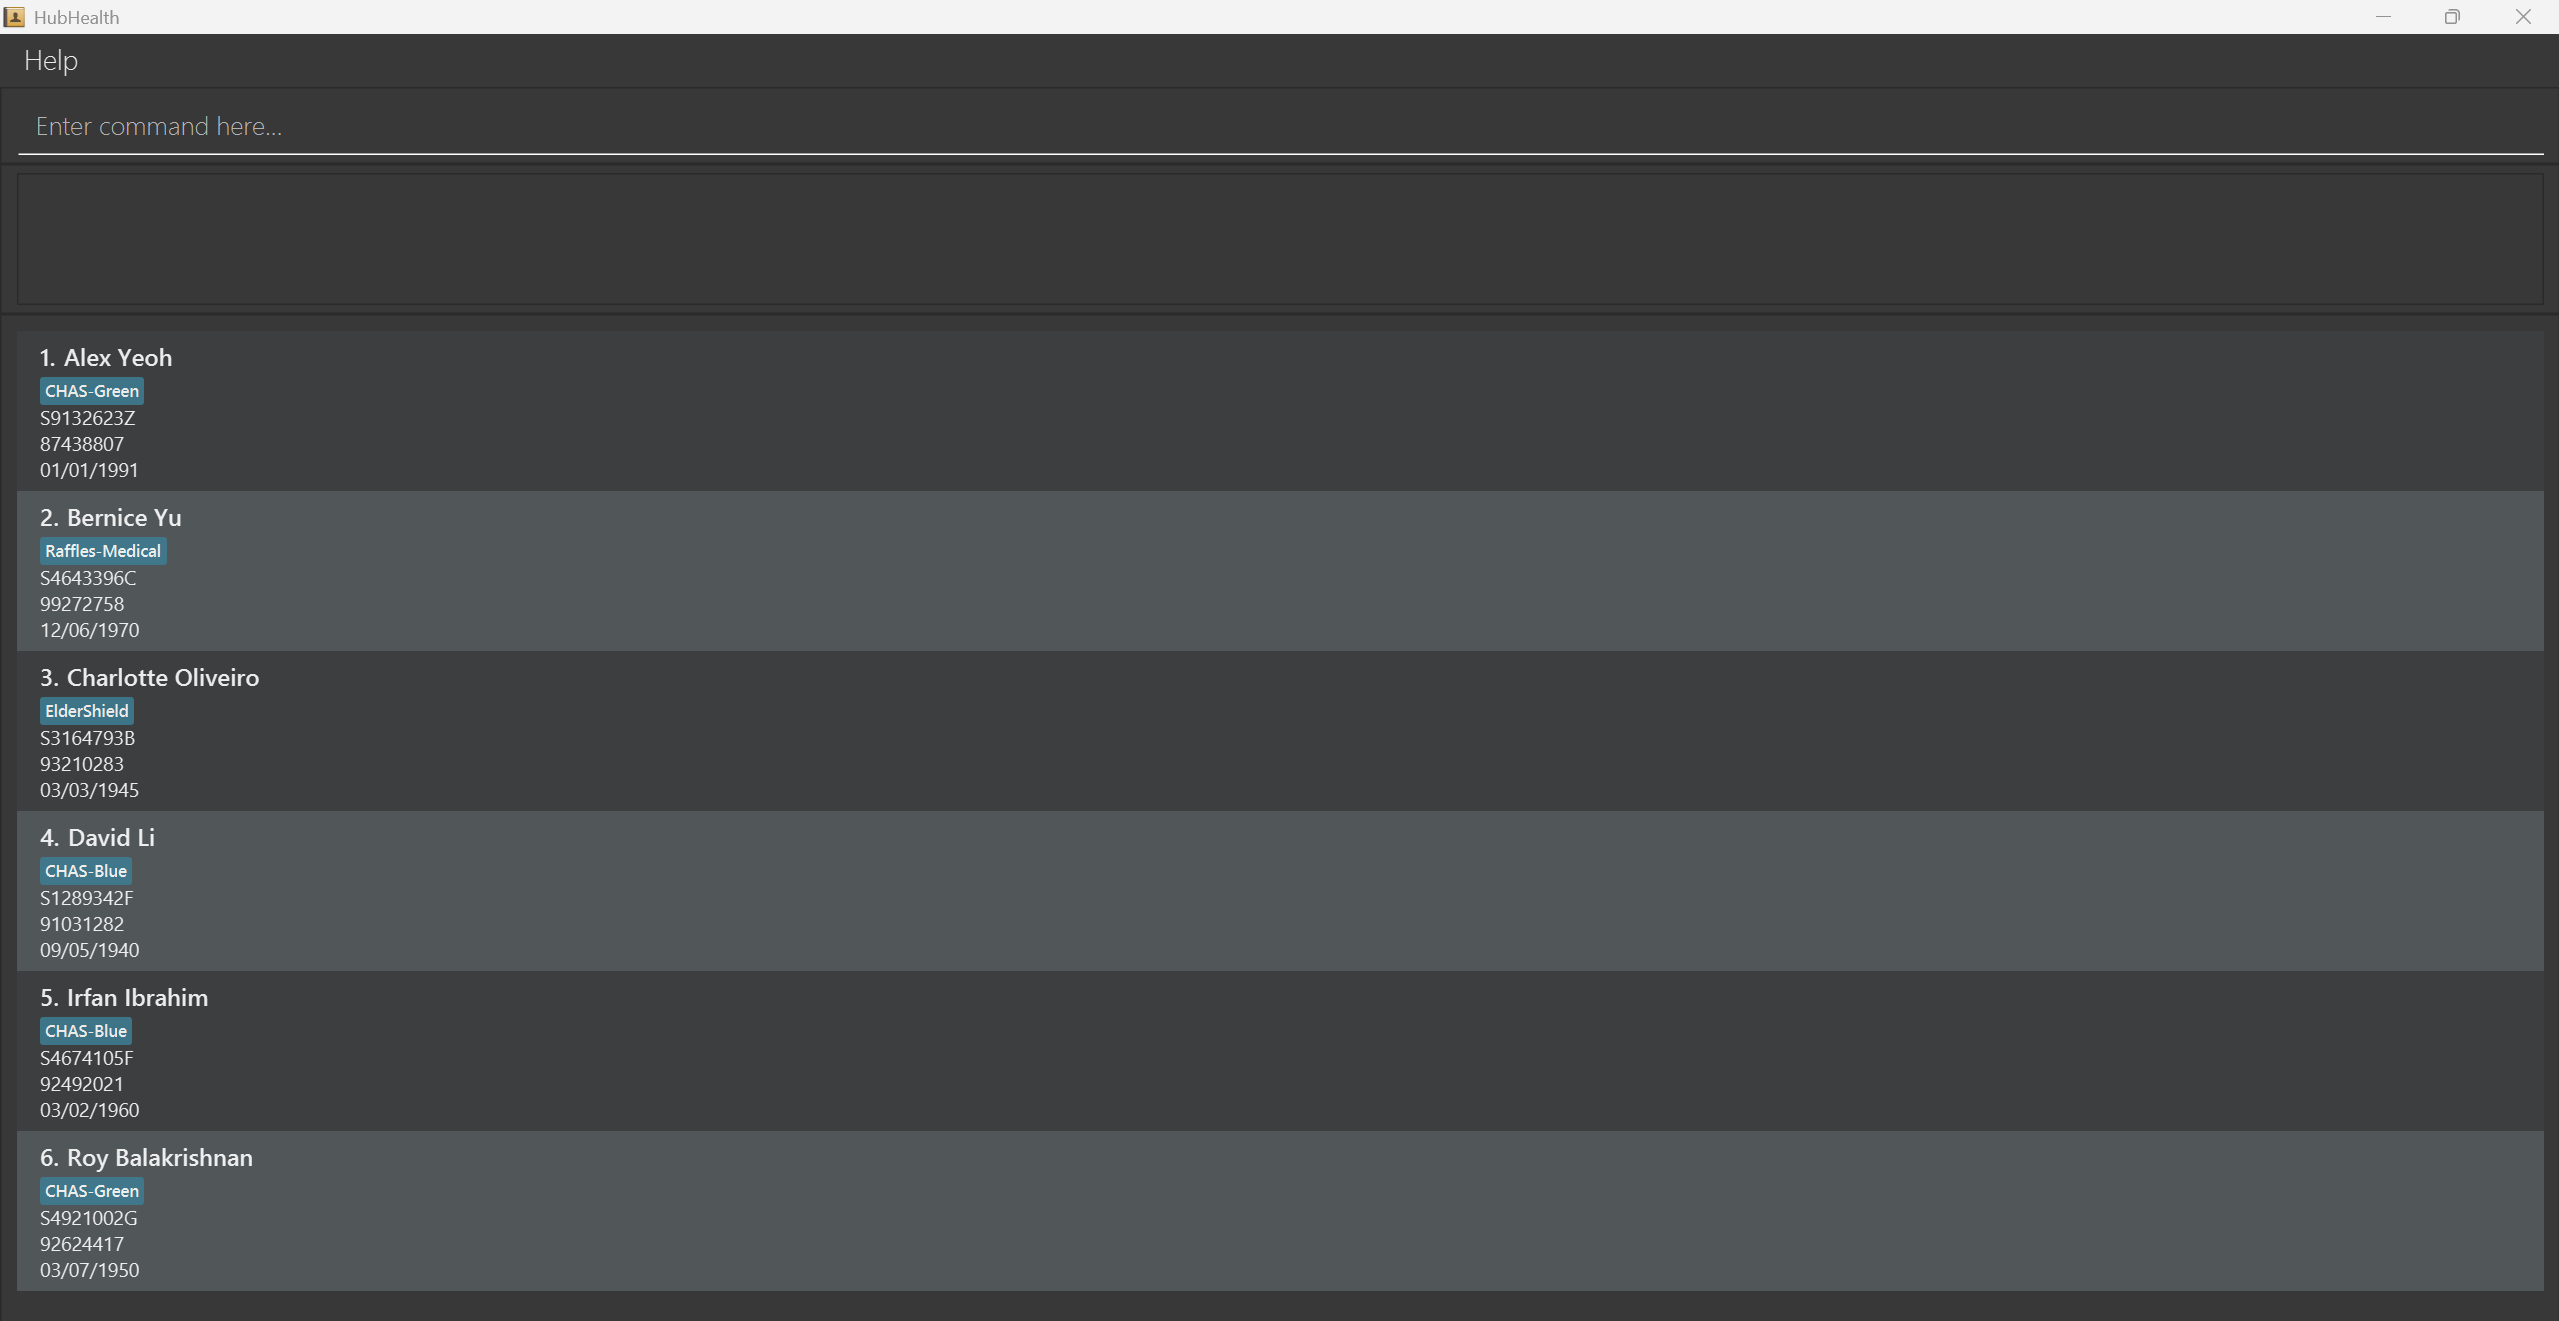 HubHealth
Help
Enter command here...
1. Alex Yeoh
CHAS-Green
S9132623Z
87438807
01/01/1991
2. Bernice Yu
Raffles-Medical
S4643396C
99272758
12/06/1970
3. Charlotte Oliveiro
ElderShield
S3164793B
93210283
03/03/1945
4. David Li
CHAS-Blue
S1289342F
91031282
09/05/1940
5. Irfan Ibrahim
CHAS-Blue
S4674105F
92492021
03/02/1960
6. Roy Balakrishnan
CHAS-Green
S4921002G
92624417
03/07/1950